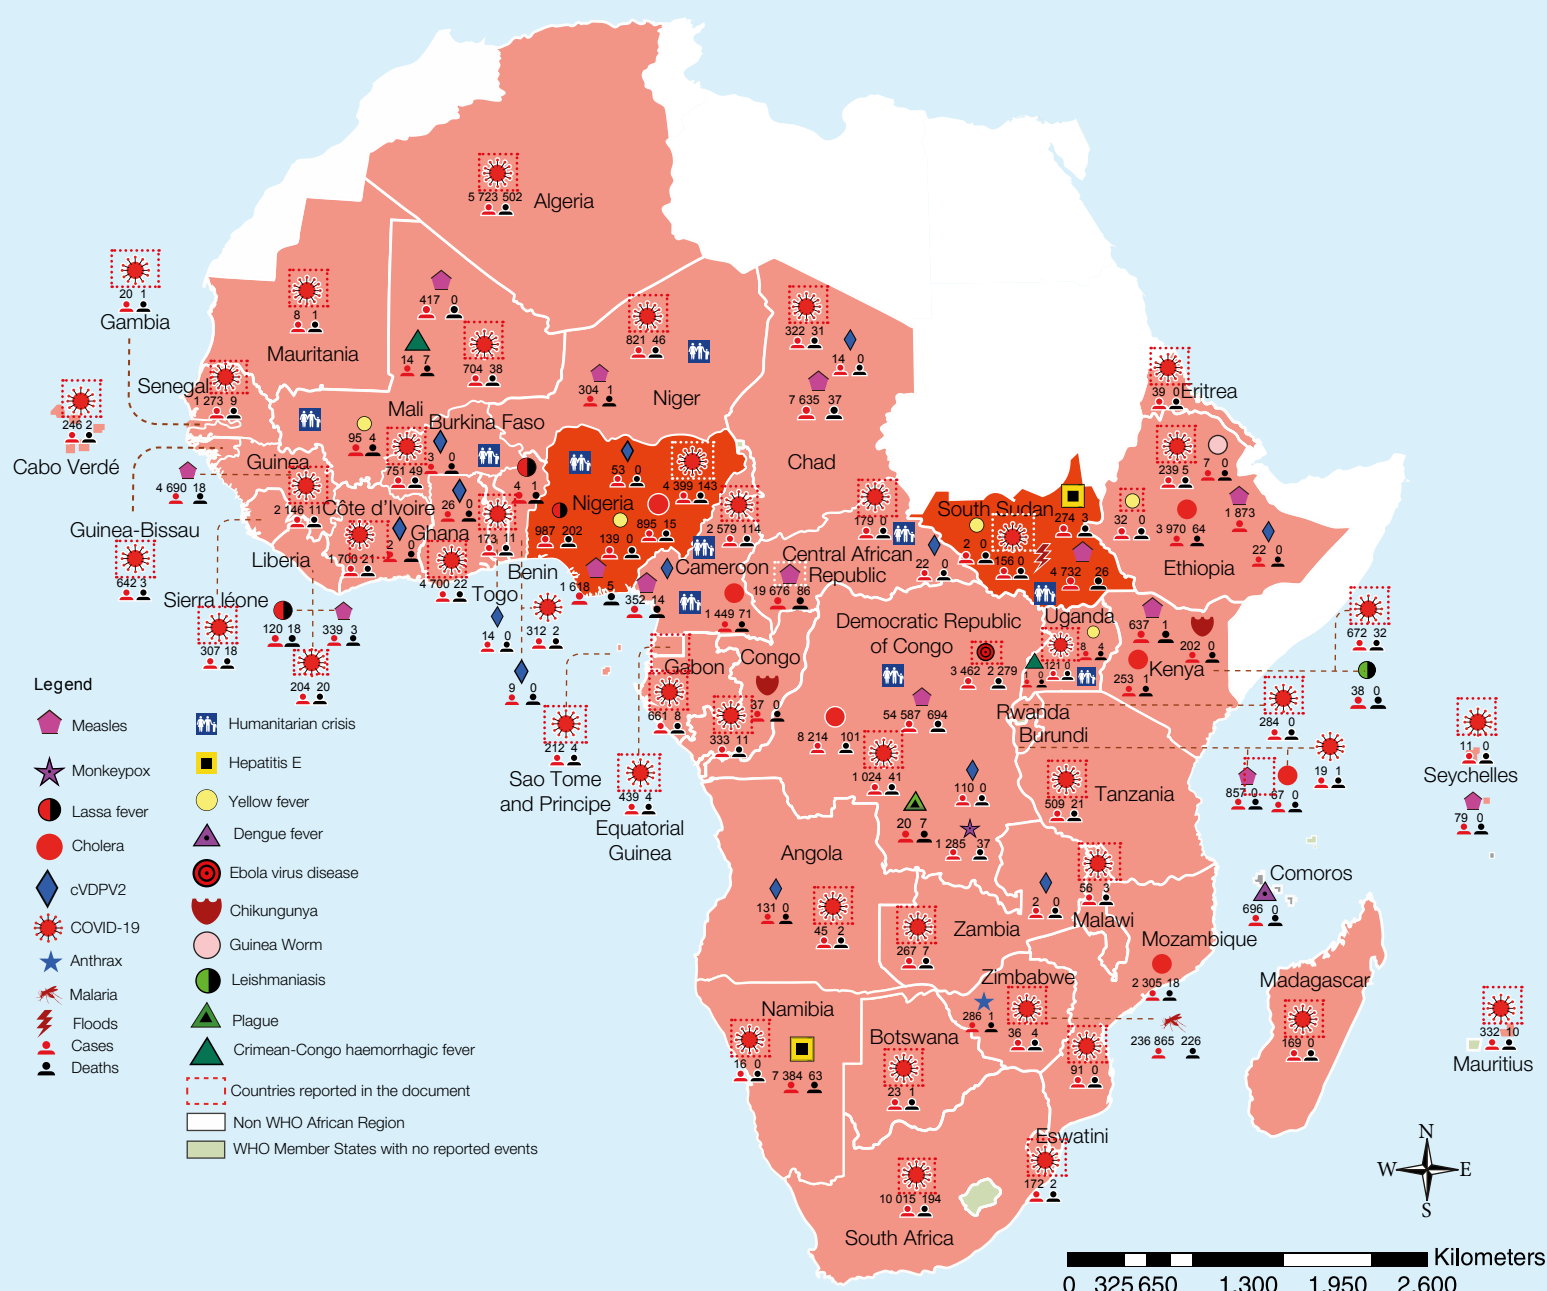 5 723 502
Algeria
20 1
Gambia
8 1
Mauritania
417 0
14 7
704 38
821 46
304 1
Niger
322 31
14 0
7 635 37
Chad
39 0
Eritrea
Senegal
1 273 9
246 2
Cabo Verdé
Mali
95 4
Burkina Faso
3 0
751 49
4 690 18
Guinea
2 146 11
Guinea-Bissau
642 3
Côte d'Ivoire
1 700 21
2 0
26 0
Ghana
4 700 22
173 11
4 1
Nigeria
53 0
4 399 143
987 202
139 0
895 15
1 618 5
2 579 114
Cameroon
352 14
1 449 71
179 0
Central African
Republic
19 676 86
22 0
South Sudan
2 0
156 0
274 3
4 732 26
239 5
7 0
32 0
3 970 64
1 873
22 0
Ethiopia
Liberia
Sierra léone
307 18
120 18
339 3
204 20
Benin
Togo
14 0
312 2
9 0
212 4
Sao Tome
and Principe
439 4
Equatorial
Guinea
Gabon
661 8
Congo
37 0
333 11
Democratic Republic
of Congo
3 462 2 279
54 587 694
8 214 101
1 024 41
110 0
20 7
1 285 37
Uganda
8 4
121 0
1 0
637 1
202 0
Kenya
253 1
672 32
38 0
Rwanda
284 0
Burundi
19 1
857 0
67 0
11 0
Seychelles
79 0
Tanzania
509 21
Angola
131 0
45 2
267 7
Zambia
2 0
56 3
Malawi
Mozambique
2 305 18
Comoros
696 0
Madagascar
169 0
332 10
Mauritius
Zimbabwe
286 1
36 4
236 865 226
91 0
Namibia
16 0
7 384 63
Botswana
23 1
Eswatini
172 2
10 015 194
South Africa
Legend
Measles
Monkeypox
Lassa fever
Cholera
cVDPV2
COVID-19
Anthrax
Malaria
Floods
Cases
Deaths
Humanitarian crisis
Hepatitis E
Yellow fever
Dengue fever
Ebola virus disease
Chikungunya
Guinea Worm
Leishmaniasis
Plague
Crimean-Congo haemorrhagic fever
Countries reported in the document
Non WHO African Region
WHO Member States with no reported events
N
W E
S
Kilometers
0 325 650 1.300 1.950 2.600